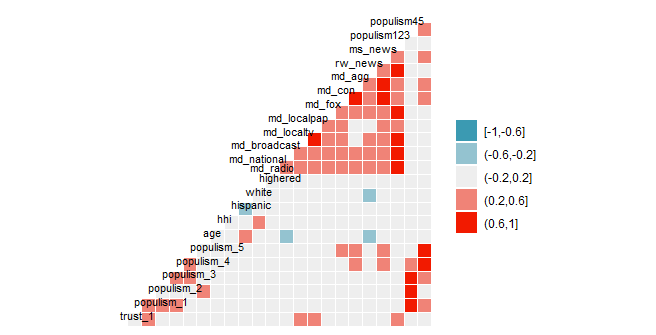 populism45
populism123
ms_news
rw_news
md_agg
md_con
md_fox
md_localpap
md_localtv
md_broadcast
md_national
md_radio
highered
white
hispanic
hhi
age
populism_5
populism_4
populism_3
populism_2
populism_1
trust_1
[-1,-0.6]
(-0.6,-0.2]
(-0.2,0.2]
(0.2,0.6]
(0.6,1]